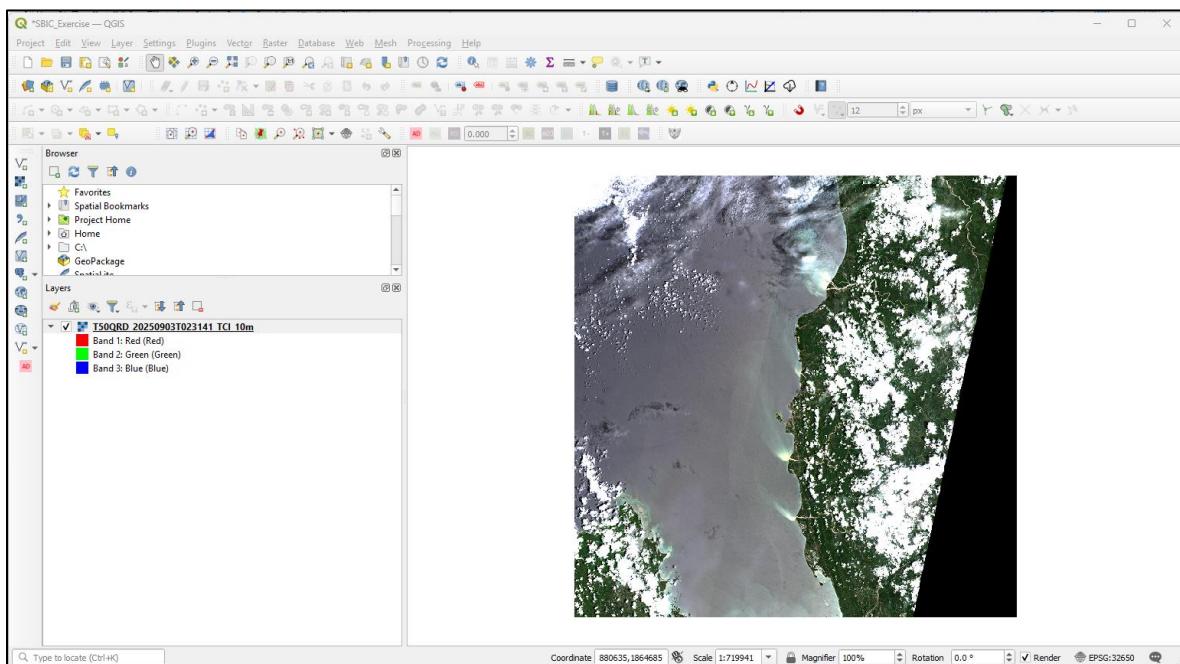 *SBIC_Exercise — QGIS
Project Edit View Layer Settings Plugins Vector Raster Database Web Mesh Processing Help
12 px
0.000
Browser
Favorites
Spatial Bookmarks
Project Home
Home
C:\
GeoPackage
SpatiaLite
Layers
T50QRD_20250903T023141_TCI_10m
Band 1: Red (Red)
Band 2: Green (Green)
Band 3: Blue (Blue)
Type to locate (Ctrl+K) Coordinate 880635,1864685 Scale 1:719941 Magnifier 100% Rotation 0.0 ° Render EPSG:32650